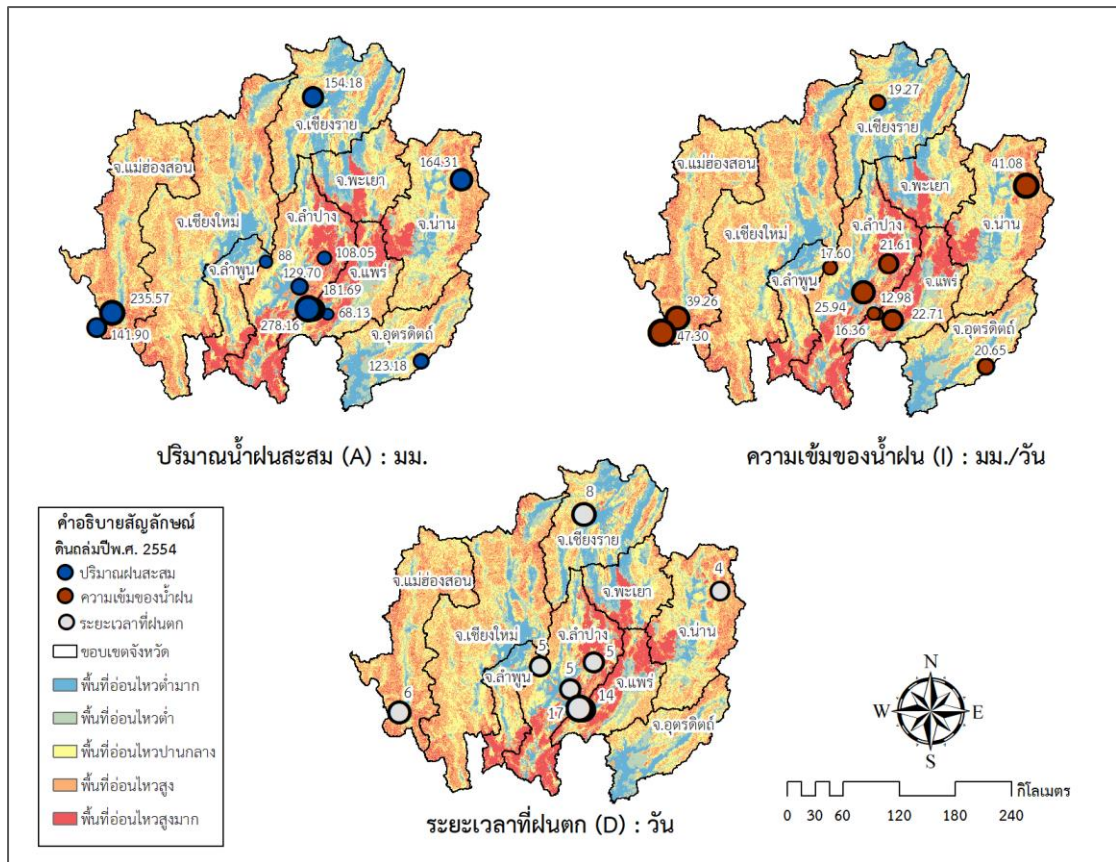 154.18
จ.เชียงราย
164.31
จ.แม่ฮ่องสอน
จ.พะเยา
จ.เชียงใหม่
จ.ลำปาง
จ.น่าน
88
108.05
จ.ลำพูน
129.70
จ.แพร่
235.57
181.69
141.90
278.16
68.13
จ.อุตรดิตถ์
123.18
ปริมาณน้ำฝนสะสม (A) : มม.
19.27
จ.เชียงราย
41.08
จ.แม่ฮ่องสอน
จ.พะเยา
จ.เชียงใหม่
จ.ลำปาง
จ.น่าน
17.60
21.61
จ.ลำพูน
จ.แพร่
39.26
25.94
12.98
47.30
16.36
22.71
จ.อุตรดิตถ์
20.65
ความเข้มของน้ำฝน (I) : มม./วัน
8
จ.เชียงราย
4
จ.แม่ฮ่องสอน
จ.พะเยา
จ.เชียงใหม่
จ.ลำปาง
จ.น่าน
5
5
จ.ลำพูน
5
จ.แพร่
6
14
17
จ.อุตรดิตถ์
ระยะเวลาที่ฝนตก (D) : วัน
คำอธิบายสัญลักษณ์
ดินถล่มปีพ.ศ. 2554
ปริมาณฝนสะสม
ความเข้มของน้ำฝน
ระยะเวลาที่ฝนตก
ขอบเขตจังหวัด
พื้นที่อ่อนไหวต่ำมาก
พื้นที่อ่อนไหวต่ำ
พื้นที่อ่อนไหวปานกลาง
พื้นที่อ่อนไหวสูง
พื้นที่อ่อนไหวสูงมาก
N
W E
S
กิโลเมตร
0 30 60 120 180 240